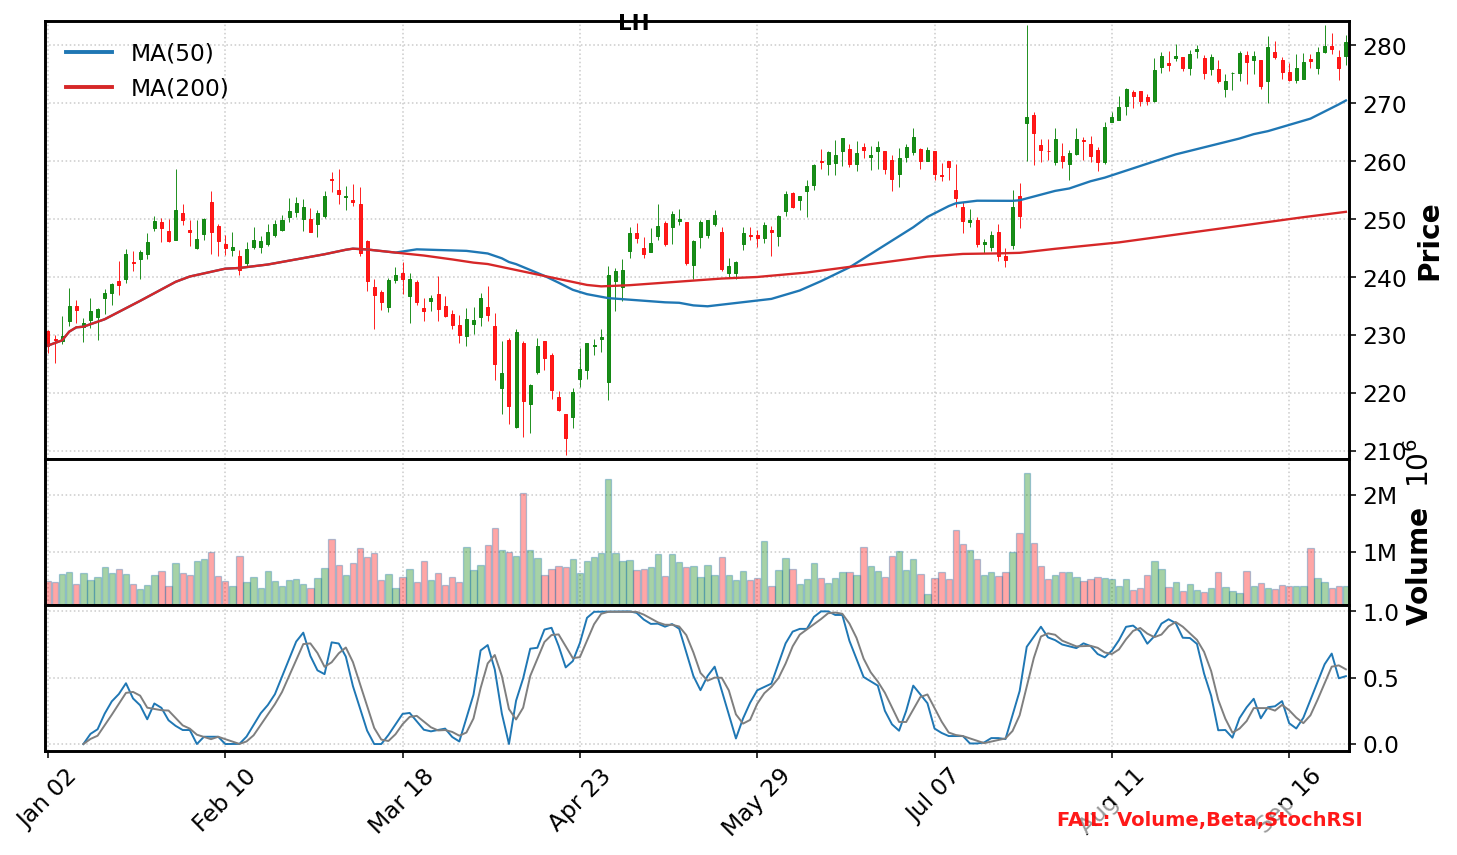 LH
MA(50)
MA(200)
280
270
260
250
240
230
220
210
Price
10⁶
2M
1M
Volume
1.0
0.5
0.0
Jan 02
Feb 10
Mar 18
Apr 23
May 29
Jul 07
Aug 11
Sep 16
FAIL: Volume,Beta,StochRSI